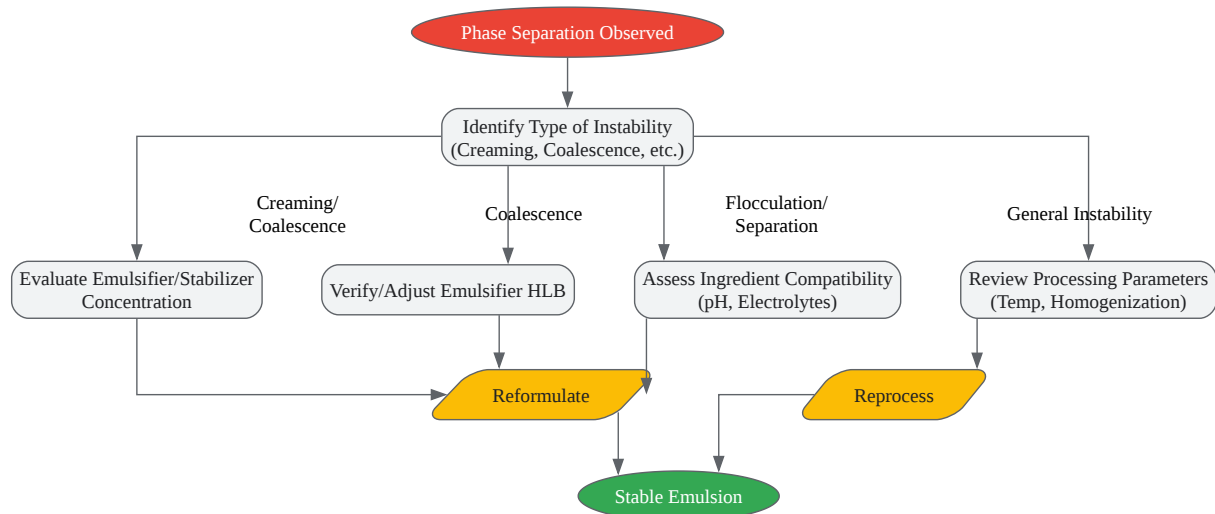 Phase Separation Observed
Identify Type of Instability
(Creaming, Coalescence, etc.)
Creaming/
Coalescence
Coalescence
Flocculation/
Separation
General Instability
Evaluate Emulsifier/Stabilizer
Concentration
Verify/Adjust Emulsifier HLB
Assess Ingredient Compatibility
(pH, Electrolytes)
Review Processing Parameters
(Temp, Homogenization)
Reformulate
Reprocess
Stable Emulsion